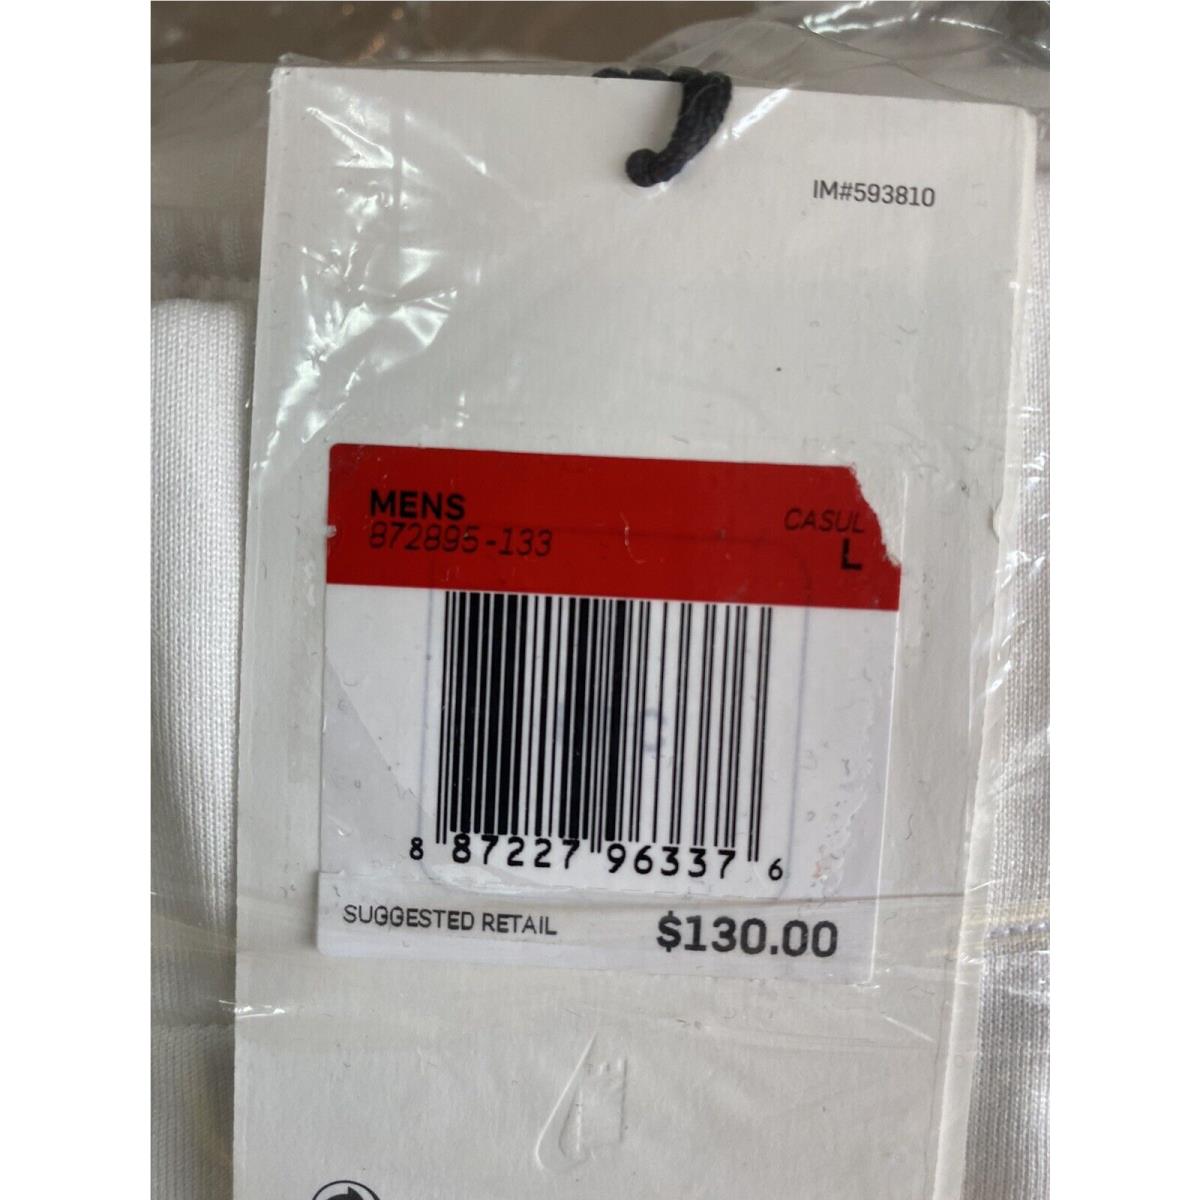 IM#593810
MENS
CASUL
872895-133
L
8 87227 96337 6
SUGGESTED RETAIL $130.00